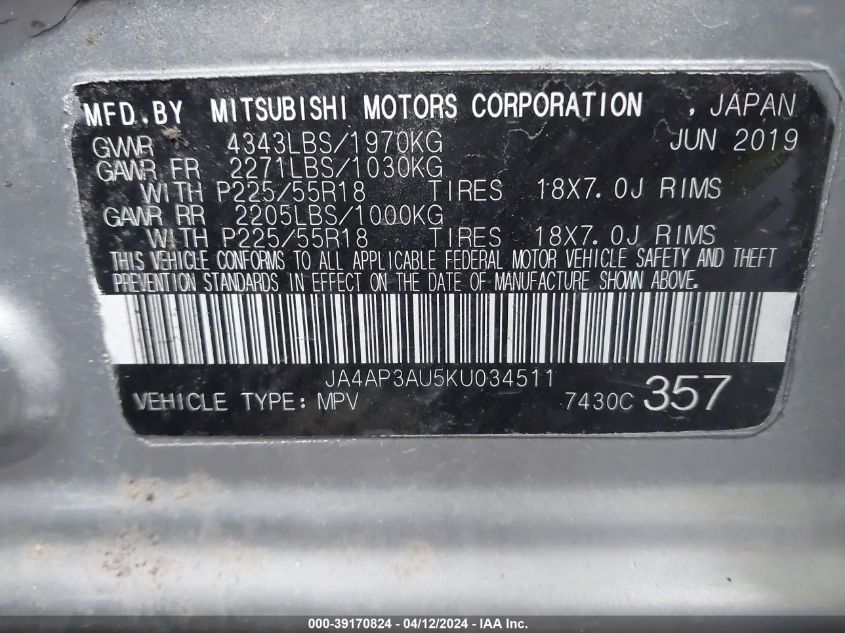 MFD.BY MITSUBISHI MOTORS CORPORATION , JAPAN
GVWR 4343LBS/1970KG JUN 2019
GAWR FR 2271LBS/1030KG
WITH P225/55R18 TIRES 18X7.0J RIMS
GAWR RR 2205LBS/1000KG
WITH P225/55R18 TIRES 18X7.0J RIMS
THIS VEHICLE CONFORMS TO ALL APPLICABLE FEDERAL MOTOR VEHICLE SAFETY AND THEFT
PREVENTION STANDARDS IN EFFECT ON THE DATE OF MANUFACTURE SHOWN ABOVE.
JA4AP3AU5KU034511
VEHICLE TYPE: MPV 7430C 357
000-39170824 - 04/12/2024 - IAA Inc.